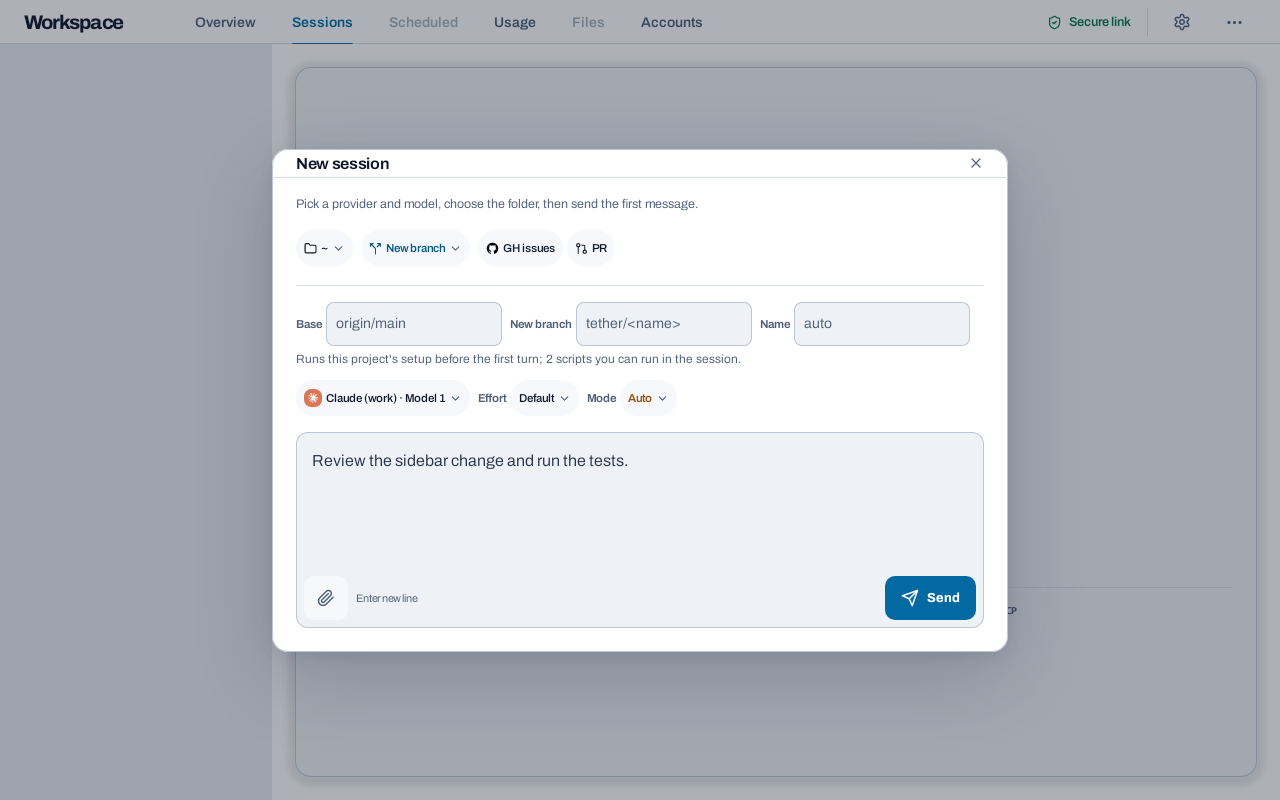 Workspace Overview Sessions Scheduled Usage Files Accounts Secure link
New session
Pick a provider and model, choose the folder, then send the first message.
~ New branch GH issues PR
Base origin/main New branch tether/<name> Name auto
Runs this project's setup before the first turn; 2 scripts you can run in the session.
Claude (work) · Model 1 Effort Default Mode Auto
Review the sidebar change and run the tests.
Enter new line Send